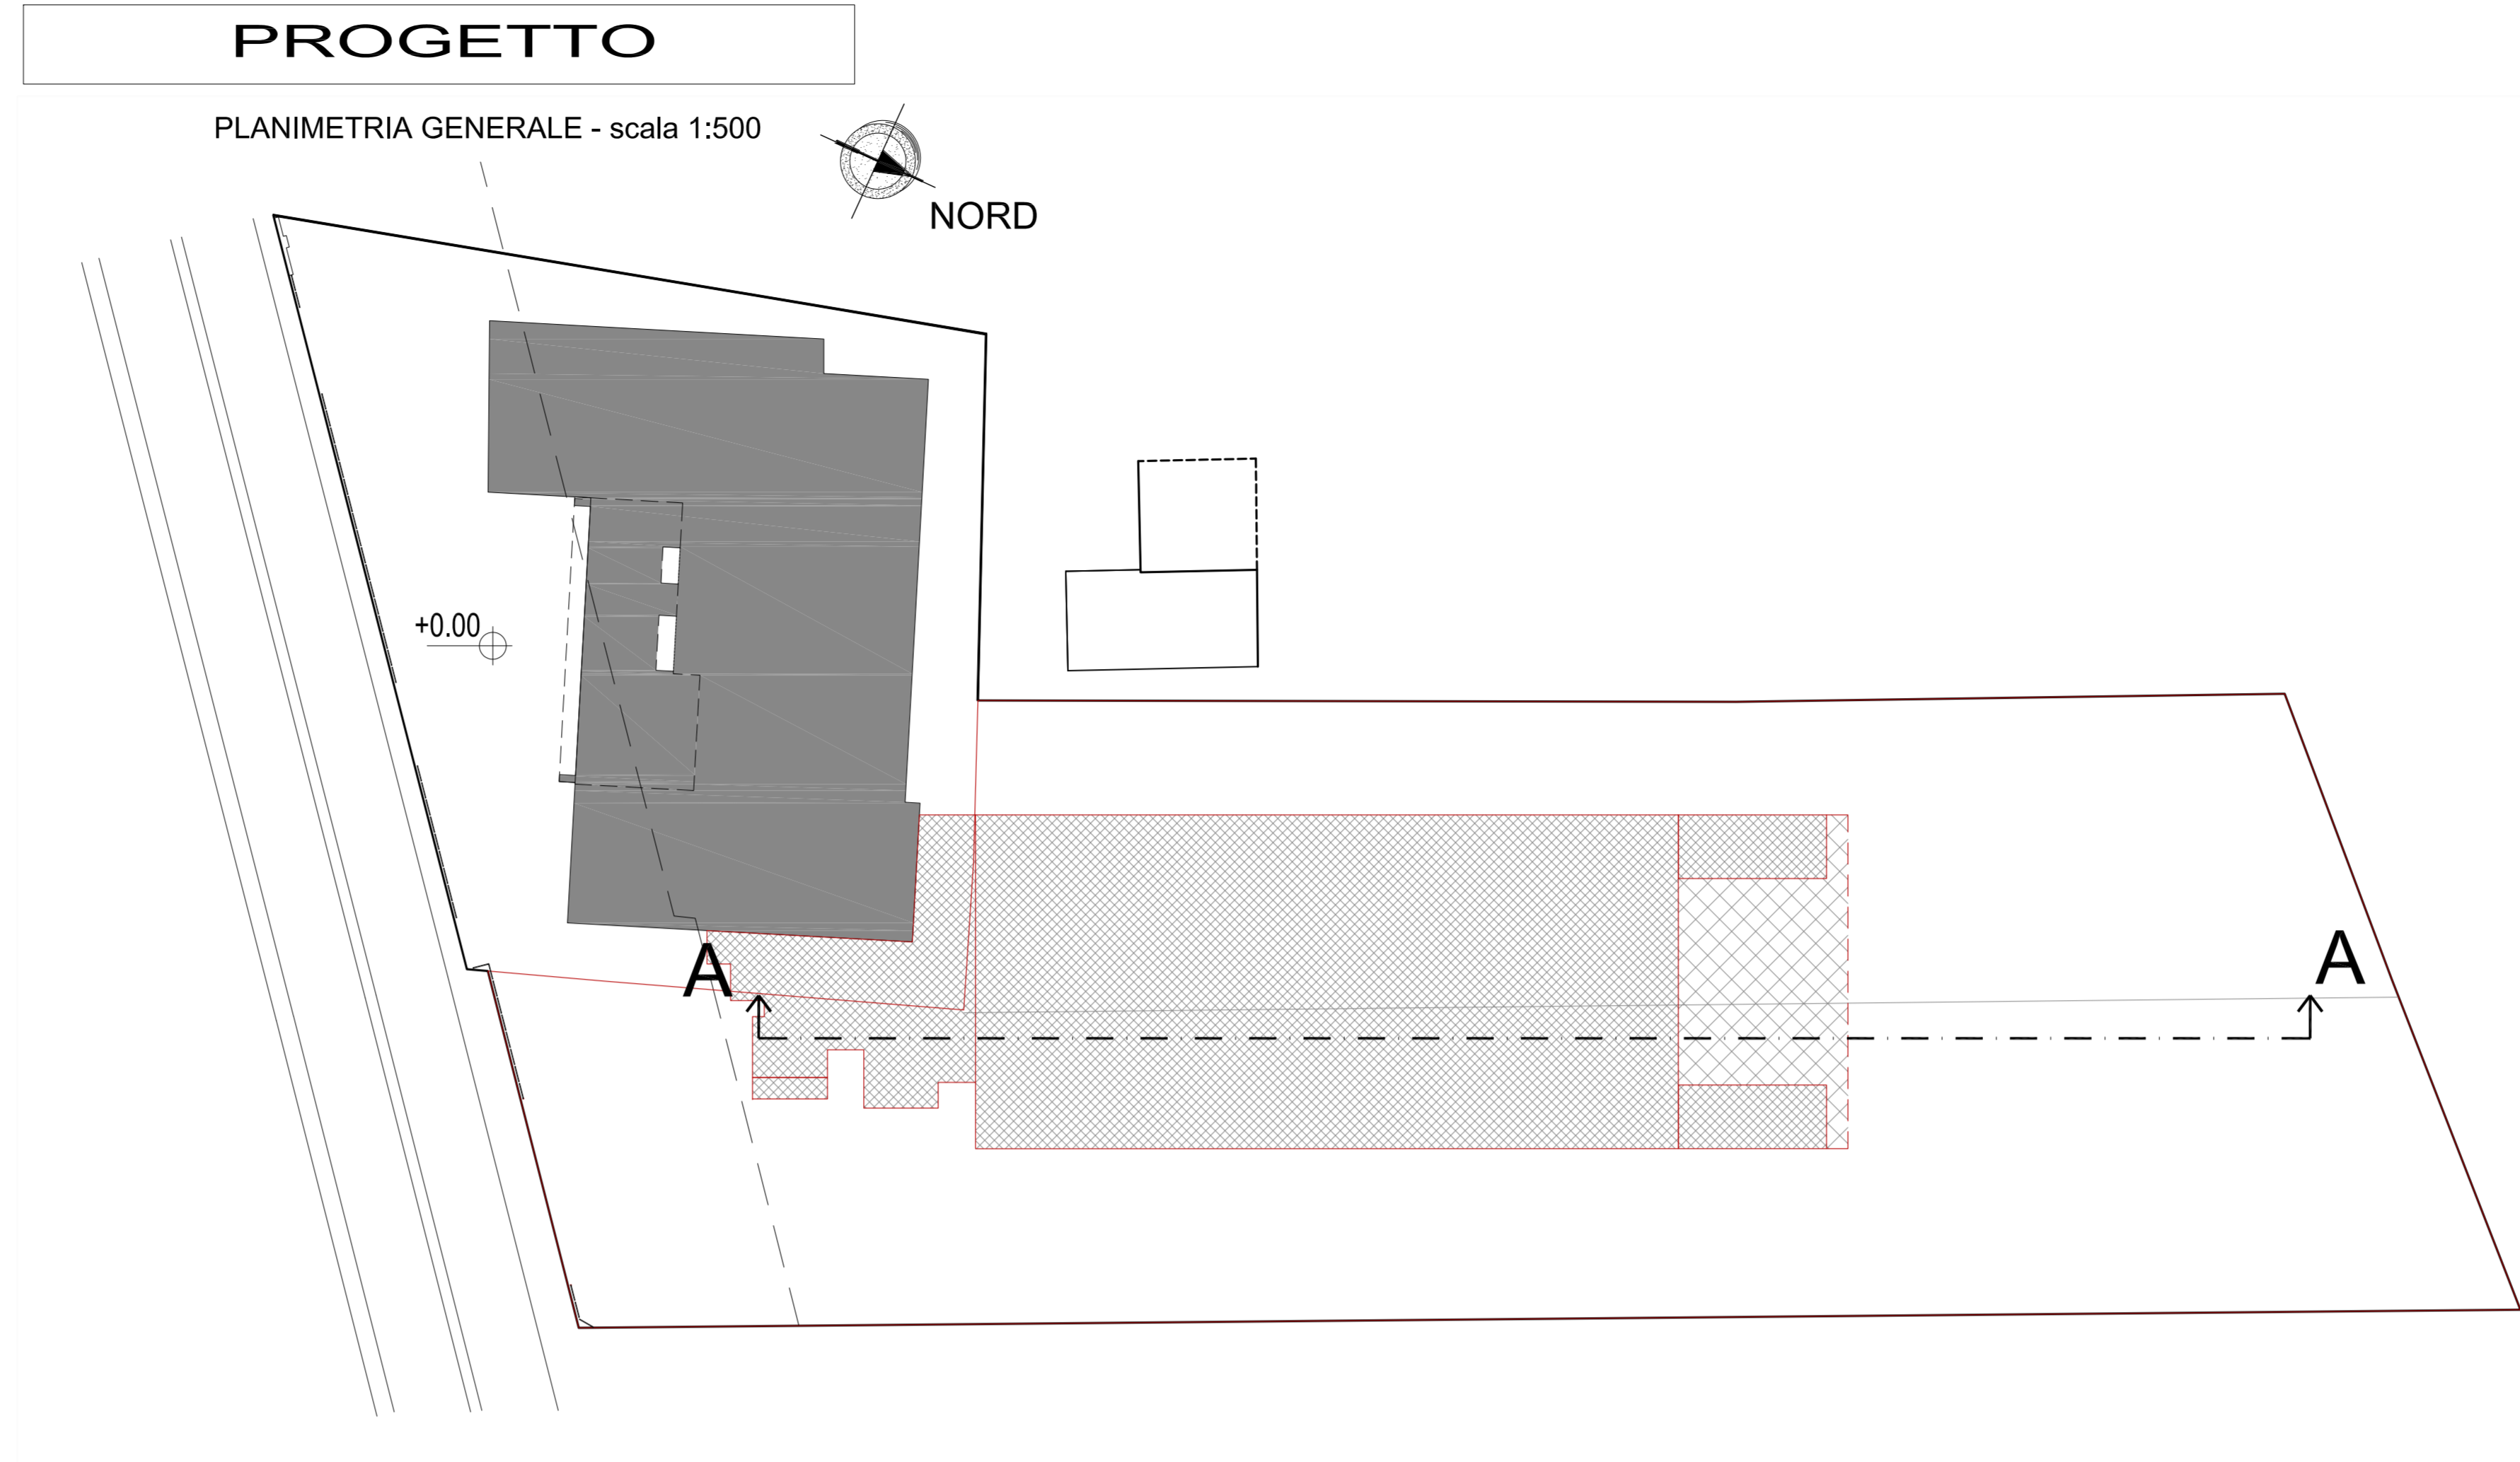 PROGETTO
PLANIMETRIA GENERALE - scala 1:500
NORD
+0.00
A
A